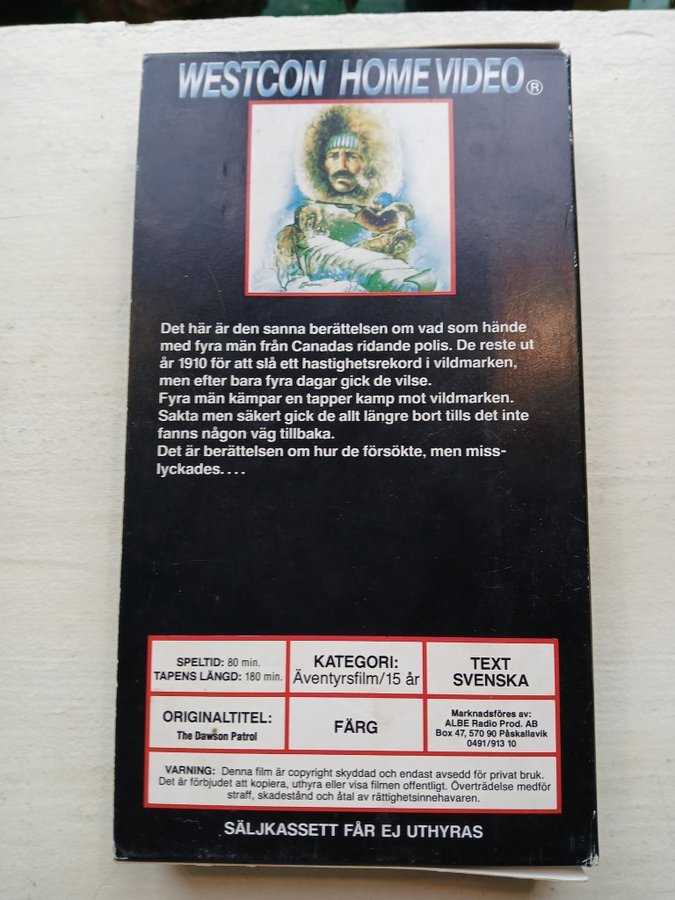 WESTCON HOME VIDEO ®
Det här är den sanna berättelsen om vad som hände
med fyra män från Canadas ridande polis. De reste ut
år 1910 för att slå ett hastighetsrekord i vildmarken,
men efter bara fyra dagar gick de vilse.
Fyra män kämpar en tapper kamp mot vildmarken.
Sakta men säkert gick de allt längre bort tills det inte
fanns någon väg tillbaka.
Det är berättelsen om hur de försökte, men miss-
lyckades. . . .
SPELTID: 80 min.
TAPENS LÄNGD: 180 min.
KATEGORI:
Äventyrsfilm/15 år
TEXT
SVENSKA
ORIGINALTITEL:
The Dawson Patrol
FÄRG
Marknadsföres av:
ALBE Radio Prod. AB
Box 47, 570 90 Påskallavik
0491/913 10
VARNING: Denna film är copyright skyddad och endast avsedd för privat bruk.
Det är förbjudet att kopiera, uthyra eller visa filmen offentligt. Överträdelse medför
straff, skadestånd och åtal av rättighetsinnehavaren.
SÄLJKASSETT FÅR EJ UTHYRAS